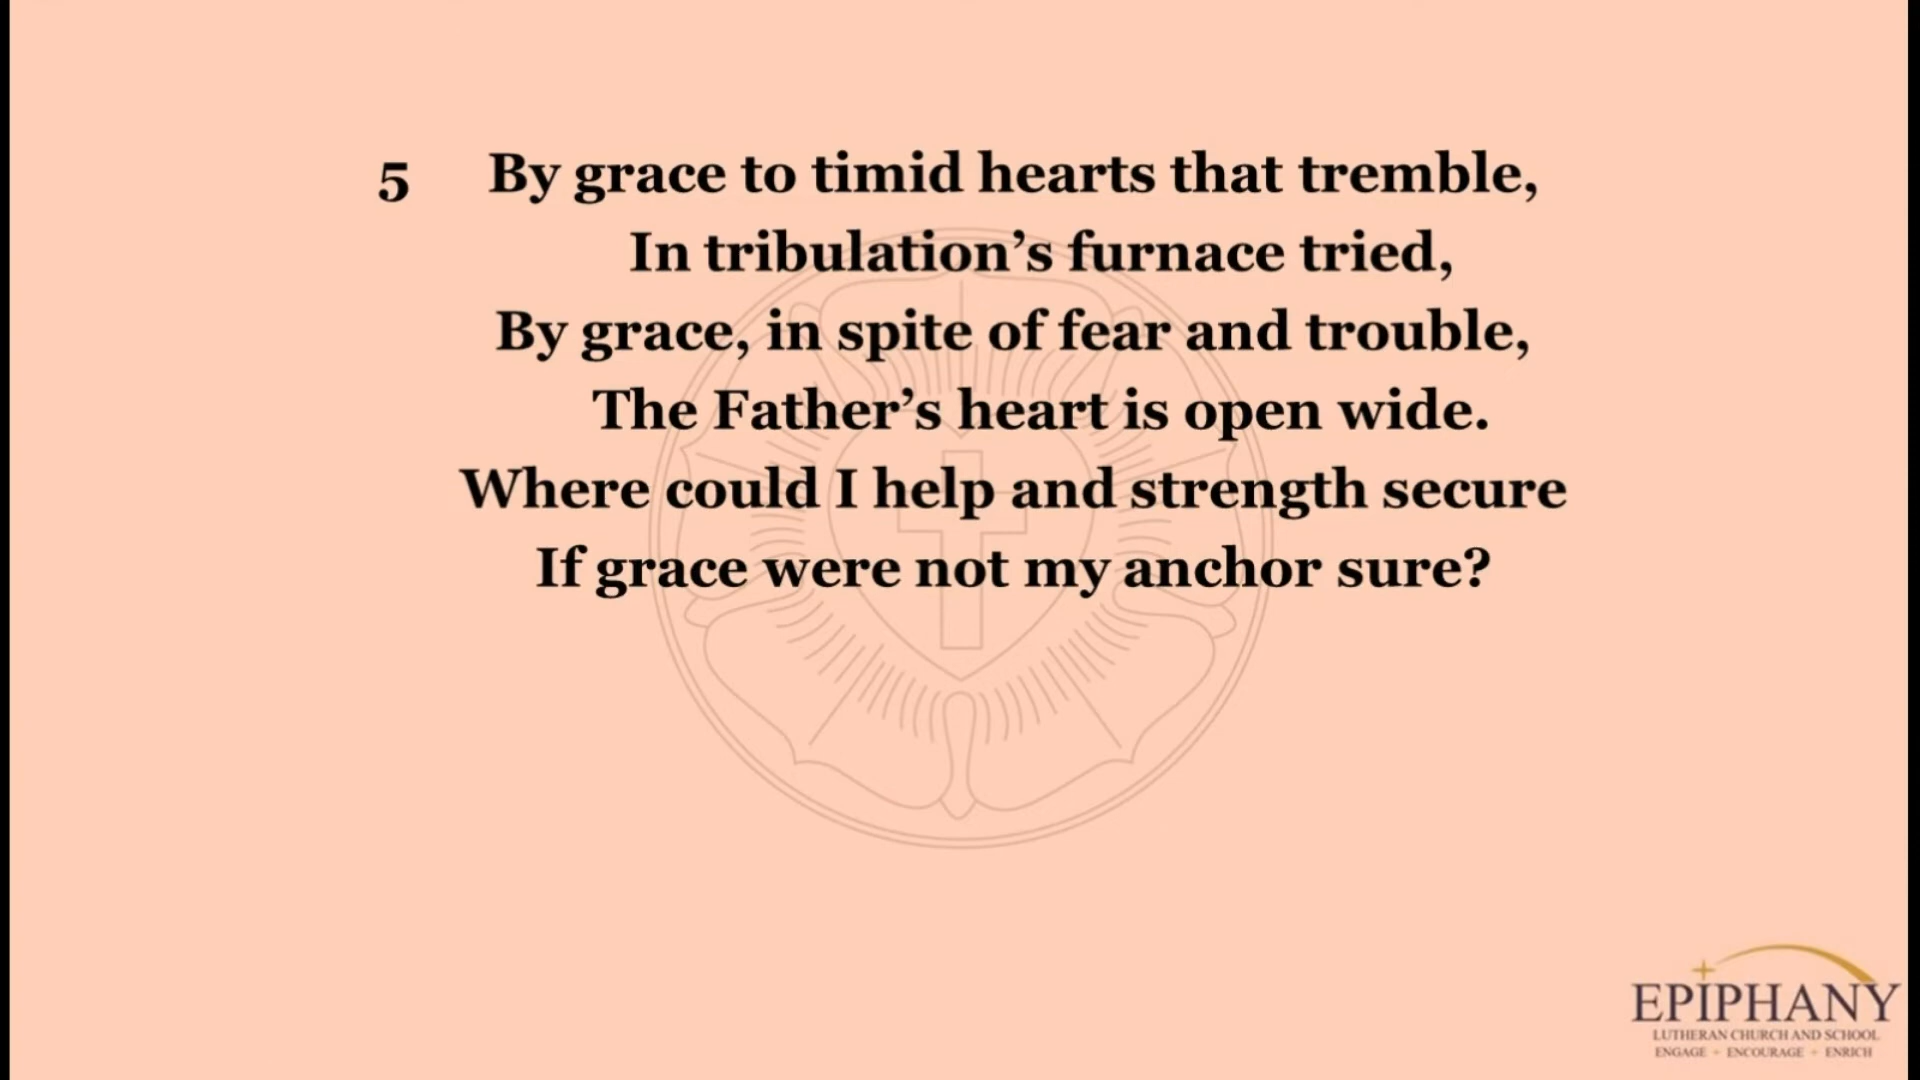 5 By grace to timid hearts that tremble,
In tribulation’s furnace tried,
By grace, in spite of fear and trouble,
The Father’s heart is open wide.
Where could I help and strength secure
If grace were not my anchor sure?
EPIPHANY
LUTHERAN CHURCH AND SCHOOL
ENGAGE + ENCOURAGE + ENRICH